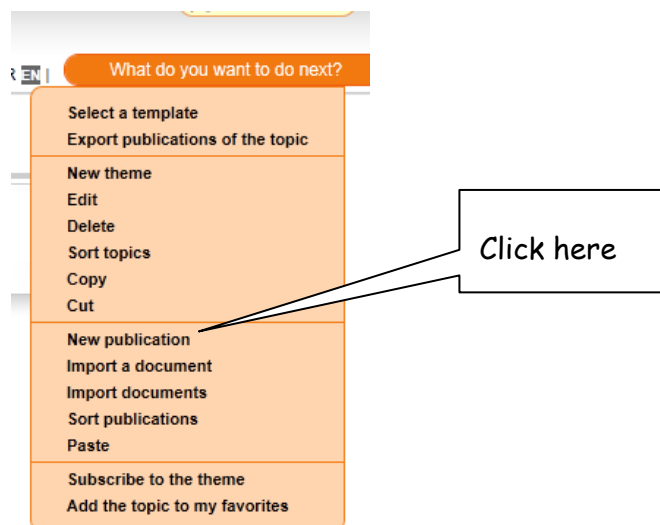 R EN |
What do you want to do next?
Select a template
Export publications of the topic
New theme
Edit
Delete
Sort topics
Copy
Cut
New publication
Import a document
Import documents
Sort publications
Paste
Subscribe to the theme
Add the topic to my favorites
Click here